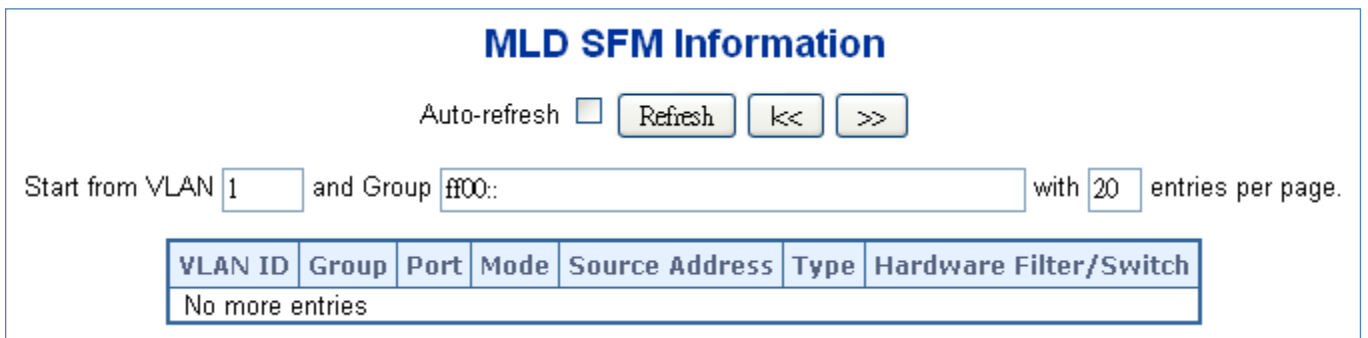 MLD SFM Information
Auto-refresh Refresh |<< >>
Start from VLAN 1 and Group ff00:: with 20 entries per page.
VLAN ID Group Port Mode Source Address Type Hardware Filter/Switch
No more entries